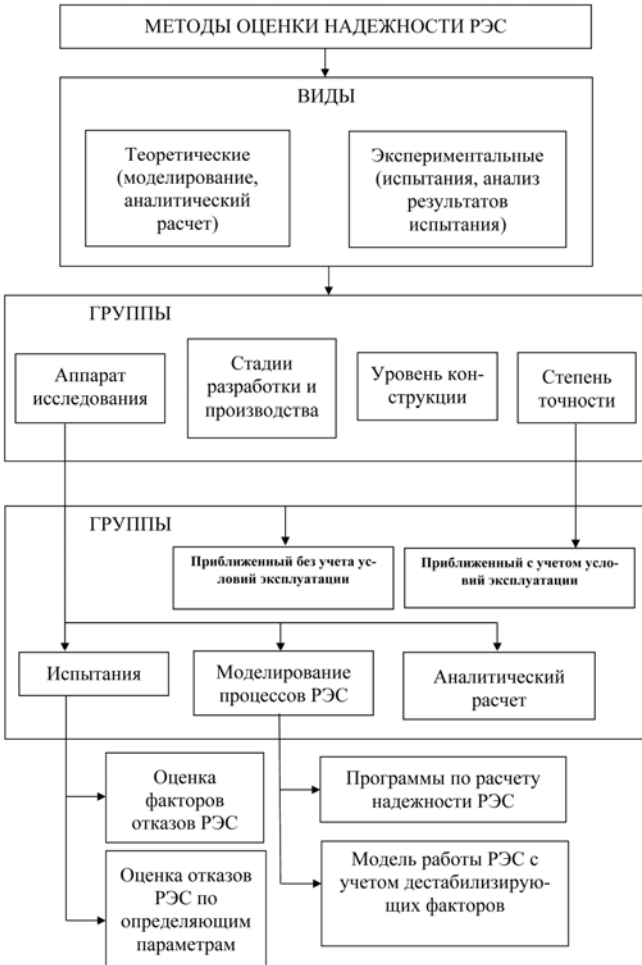 МЕТОДЫ ОЦЕНКИ НАДЕЖНОСТИ РЭС
ВИДЫ
Теоретические
(моделирование,
аналитический
расчет)
Экспериментальные
(испытания, анализ
результатов
испытания)
ГРУППЫ
Аппарат
исследования
Стадии
разработки и
производства
Уровень кон-
струкции
Степень
точности
ГРУППЫ
Приближенный без учета ус-
ловий эксплуатации
Приближенный с учетом усло-
вий эксплуатации
Испытания
Моделирование
процессов РЭС
Аналитический
расчет
Оценка
факторов
отказов РЭС
Программы по расчету
надежности РЭС
Оценка отказов
РЭС по
определяющим
параметрам
Модель работы РЭС с
учетом дестабилизирую-
щих факторов